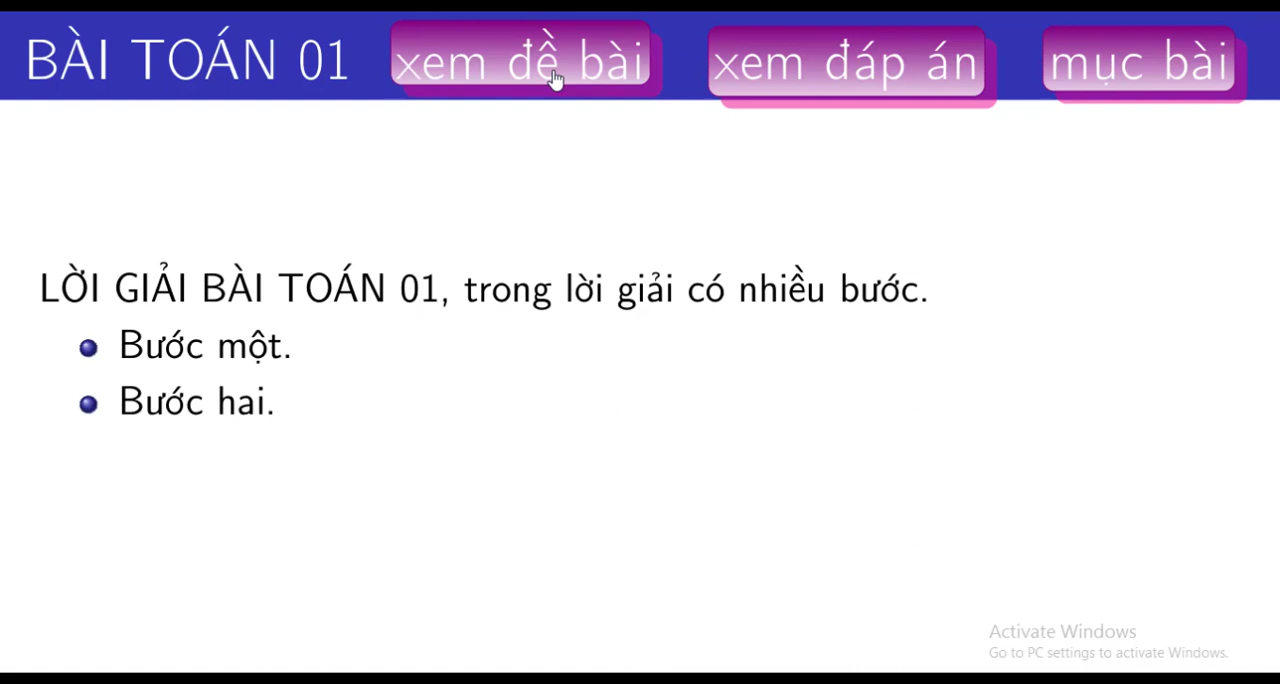 BÀI TOÁN 01 xem đề bài xem đáp án mục bài
LỜI GIẢI BÀI TOÁN 01, trong lời giải có nhiều bước.
Bước một.
Bước hai.
Activate Windows
Go to PC settings to activate Windows.